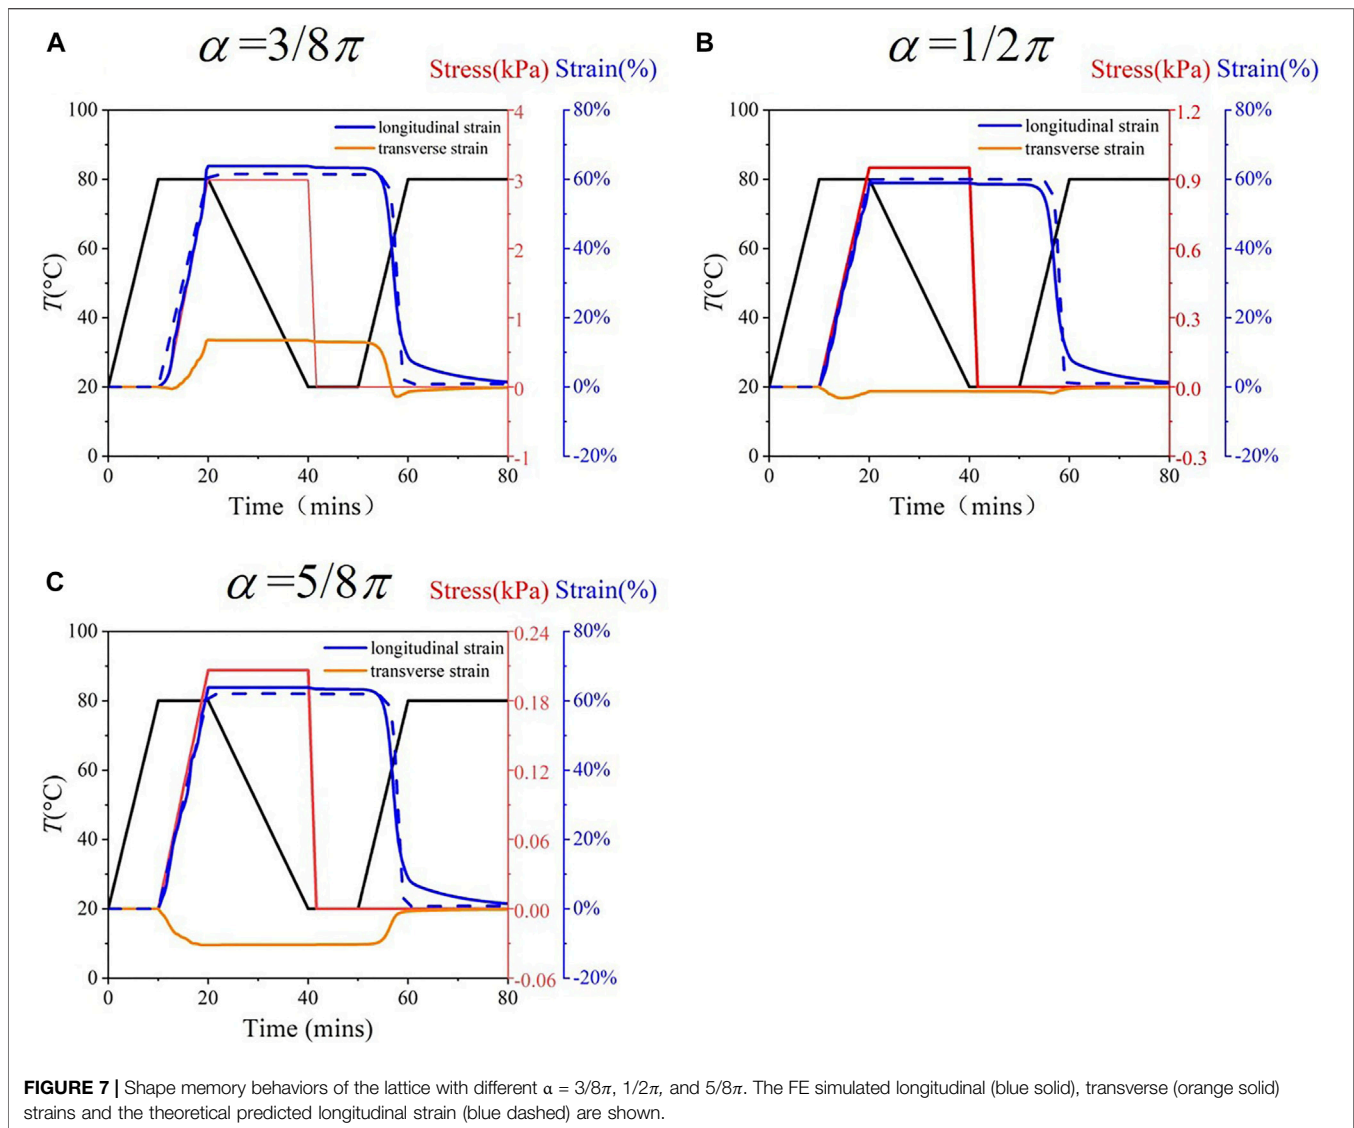 A
α=3/8π
Stress(kPa) Strain(%)
longitudinal strain
transverse strain
100
80
60
40
20
0
T(°C)
4
3
2
1
0
-1
80%
60%
40%
20%
0%
-20%
0 20 40 60 80
Time（mins）
B
α=1/2π
Stress(kPa) Strain(%)
longitudinal strain
transverse strain
100
80
60
40
20
0
T(°C)
1.2
0.9
0.6
0.3
0.0
-0.3
80%
60%
40%
20%
0%
-20%
0 20 40 60 80
Time（mins）
C
α=5/8π
Stress(kPa) Strain(%)
longitudinal strain
transverse strain
100
80
60
40
20
0
T(°C)
0.24
0.18
0.12
0.06
0.00
-0.06
80%
60%
40%
20%
0%
-20%
0 20 40 60 80
Time (mins)
FIGURE 7 | Shape memory behaviors of the lattice with different α = 3/8π, 1/2π, and 5/8π. The FE simulated longitudinal (blue solid), transverse (orange solid)
strains and the theoretical predicted longitudinal strain (blue dashed) are shown.